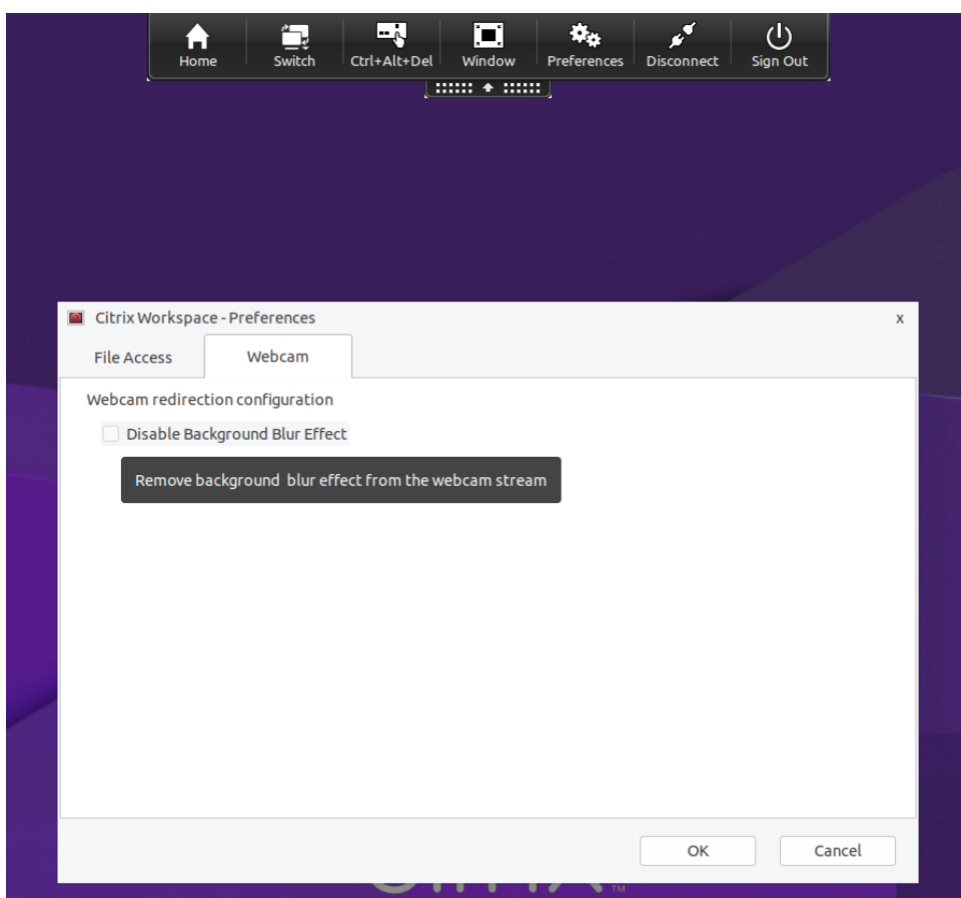 Home Switch Ctrl+Alt+Del Window Preferences Disconnect Sign Out
Citrix Workspace - Preferences x
File Access Webcam
Webcam redirection configuration
Disable Background Blur Effect
Remove background  blur effect from the webcam stream
OK Cancel
TM